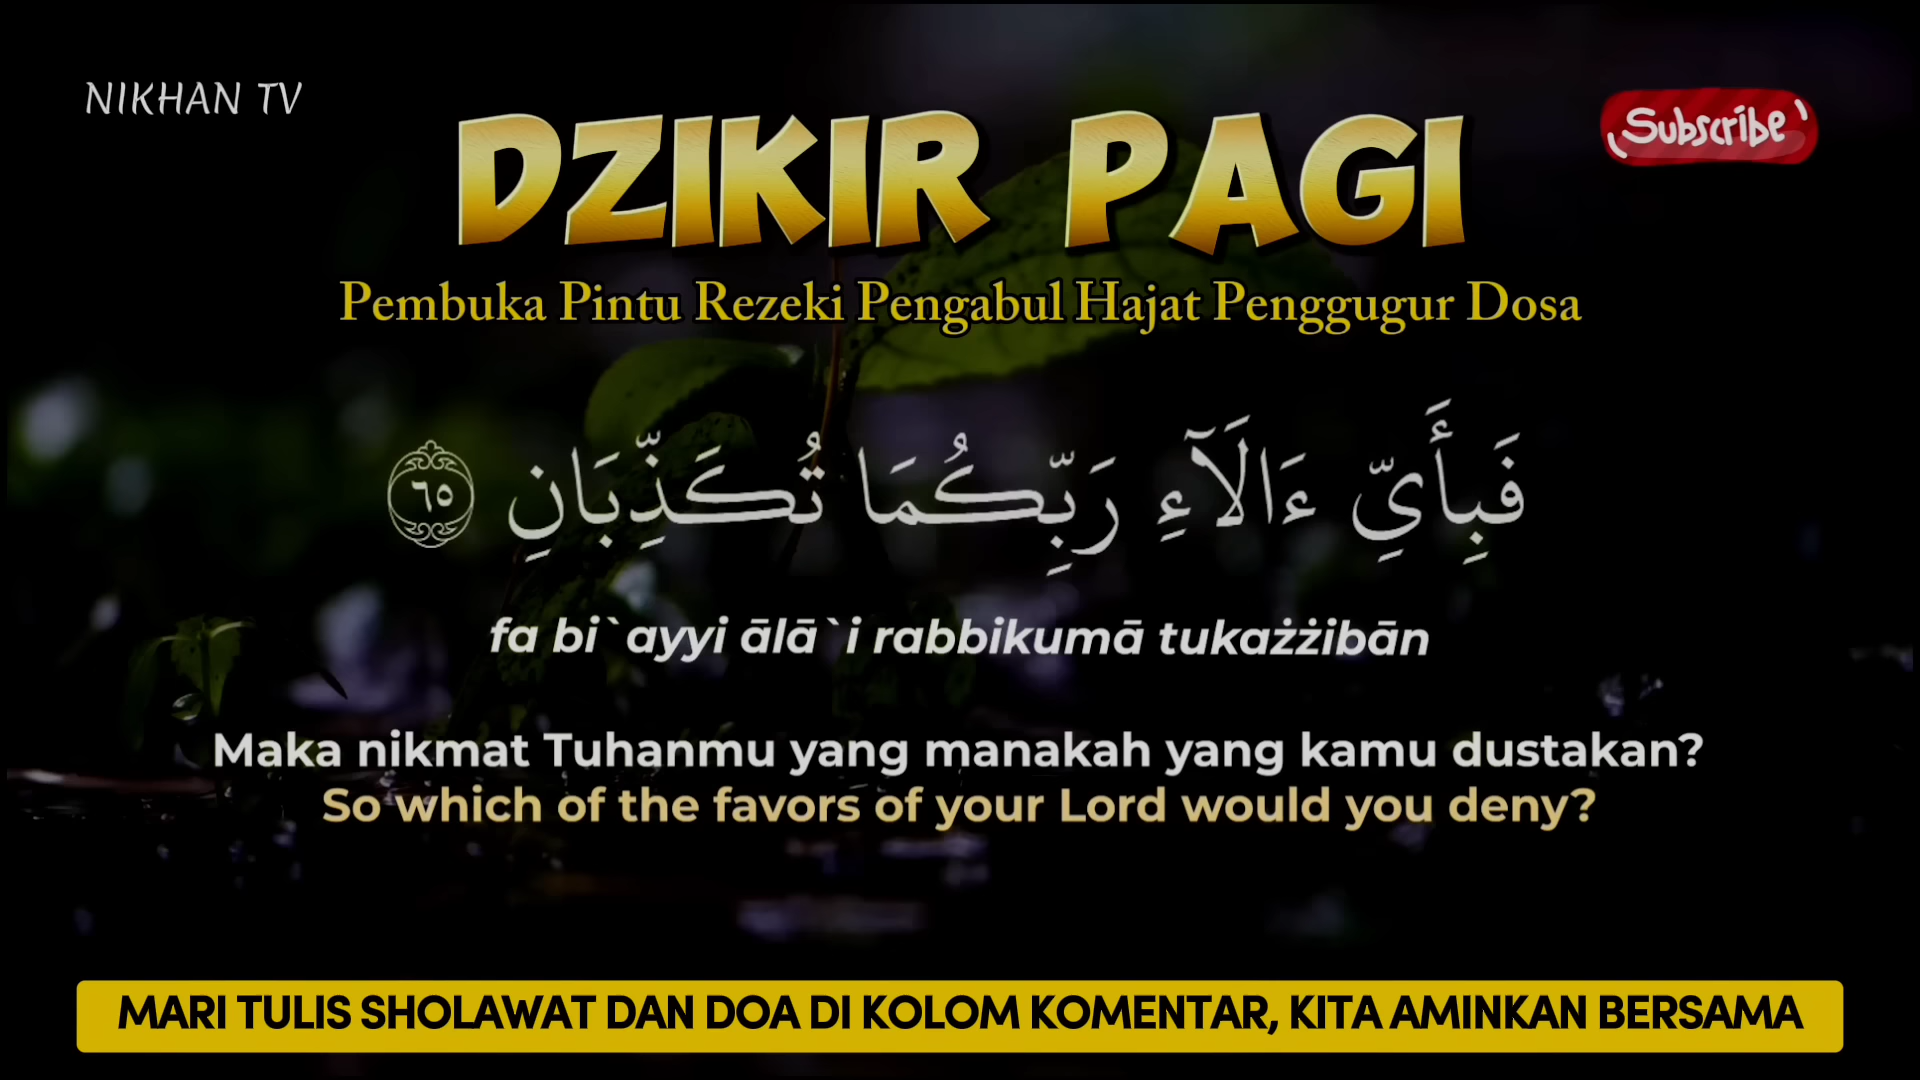 NIKHAN TV
Subscribe
DZIKIR PAGI
Pembuka Pintu Rezeki Pengabul Hajat Penggugur Dosa
فَبِأَيِّ ءَالَآءِ رَبِّكُمَا تُكَذِّبَانِ ٦٥
fa bi`ayyi ālā`i rabbikumā tukażżibān
Maka nikmat Tuhanmu yang manakah yang kamu dustakan?
So which of the favors of your Lord would you deny?
MARI TULIS SHOLAWAT DAN DOA DI KOLOM KOMENTAR, KITA AMINKAN BERSAMA